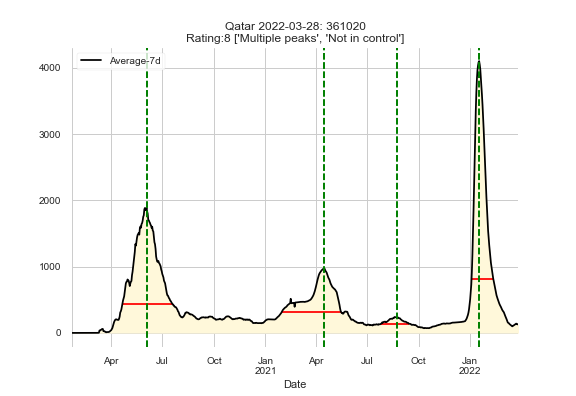 Qatar 2022-03-28: 361020
Rating:8 ['Multiple peaks', 'Not in control']
Average-7d
4000
3000
2000
1000
0
Apr Jul Oct Jan Apr Jul Oct Jan
2021 2022
Date